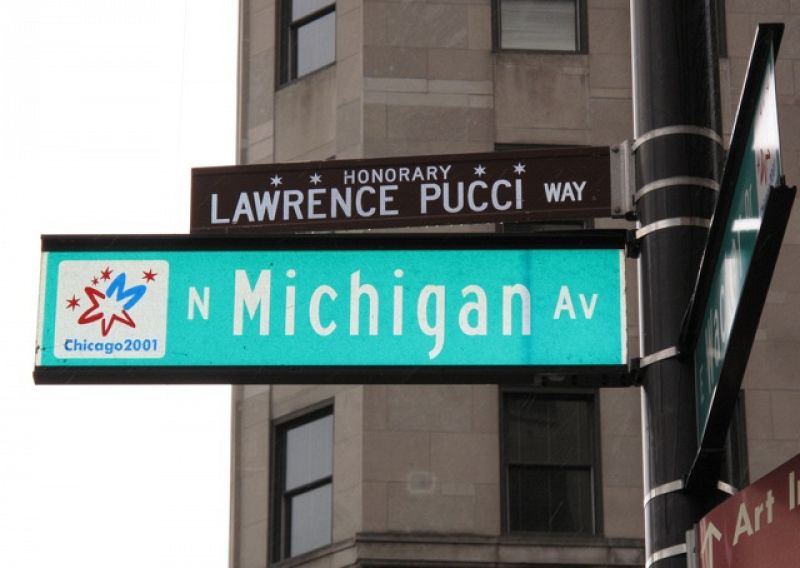 HONORARY
LAWRENCE PUCCI WAY
N Michigan Av
Chicago2001
Art